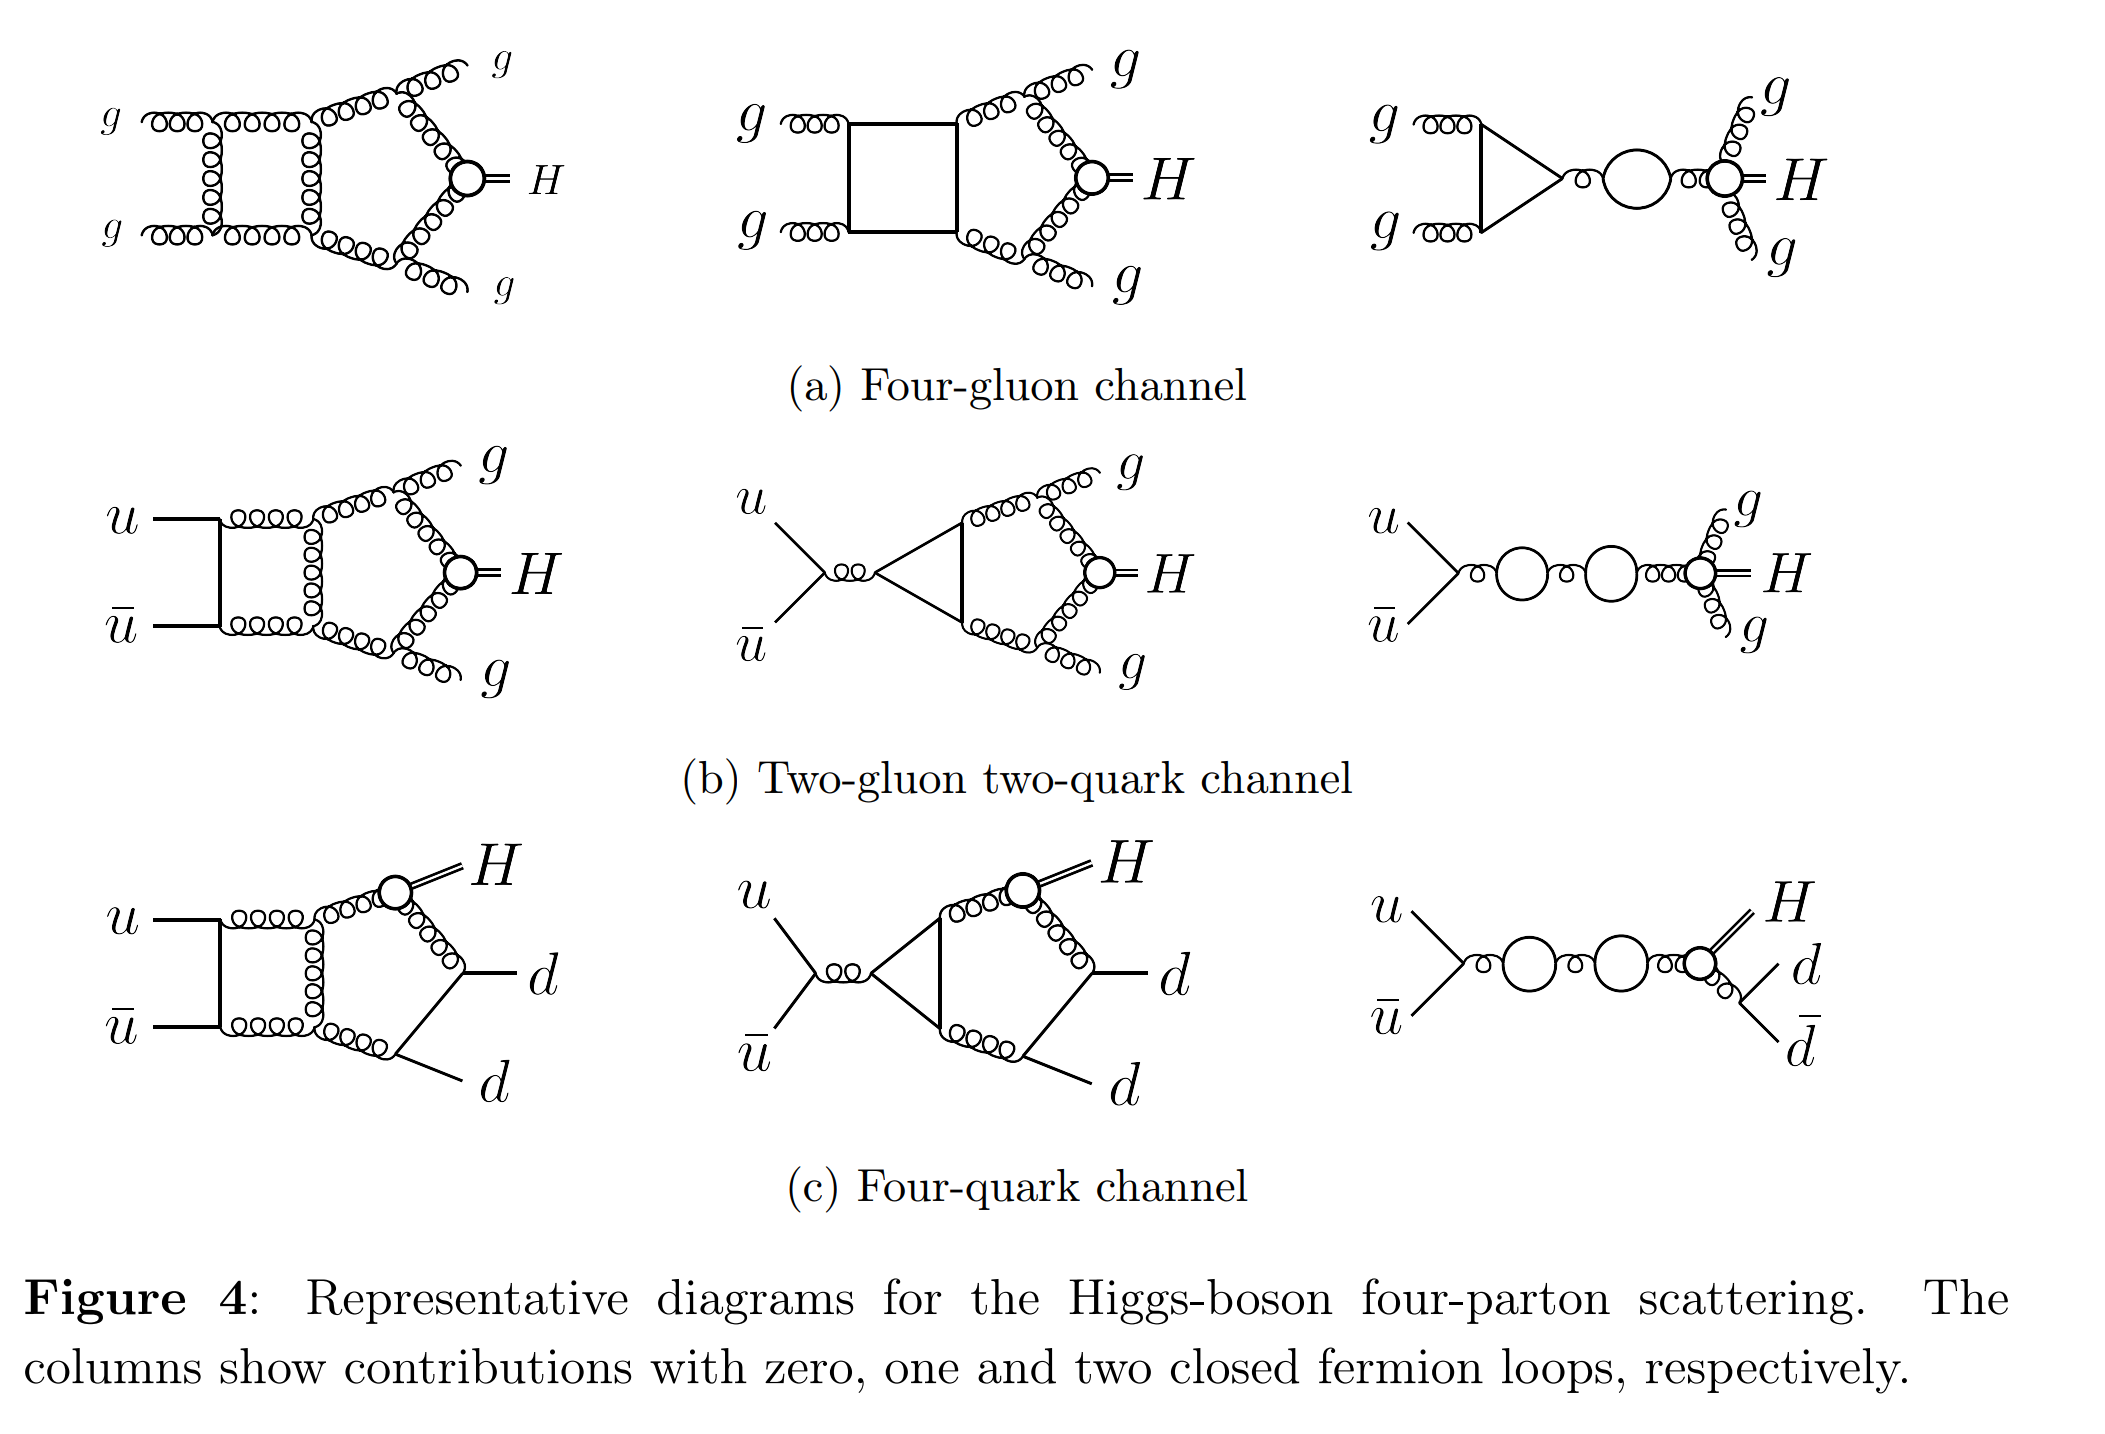 g g g
g H g H g H
g g g g g g
(a) Four-gluon channel
u g u g u g
H H H
ū g ū g ū g
(b) Two-gluon two-quark channel
u H u H u H
d d d
ū d ū d ū d̄
(c) Four-quark channel
Figure 4: Representative diagrams for the Higgs-boson four-parton scattering. The
columns show contributions with zero, one and two closed fermion loops, respectively.